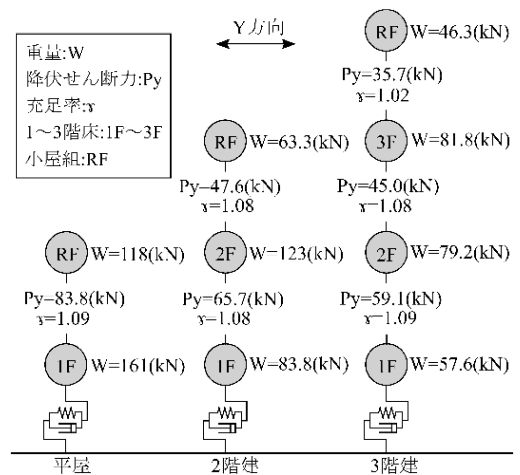 重量:W
降伏せん断力:Py
充足率:γ
1～3階床:1F～3F
小屋組:RF
Y方向
RF W=46.3(kN)
Py=35.7(kN)
γ=1.02
3F W=81.8(kN)
Py=45.0(kN)
γ=1.08
2F W=79.2(kN)
Py=59.1(kN)
γ=1.09
1F W=57.6(kN)
3階建
RF W=63.3(kN)
Py=47.6(kN)
γ=1.08
2F W=123(kN)
Py=65.7(kN)
γ=1.08
1F W=83.8(kN)
2階建
RF W=118(kN)
Py=83.8(kN)
γ=1.09
1F W=161(kN)
平屋